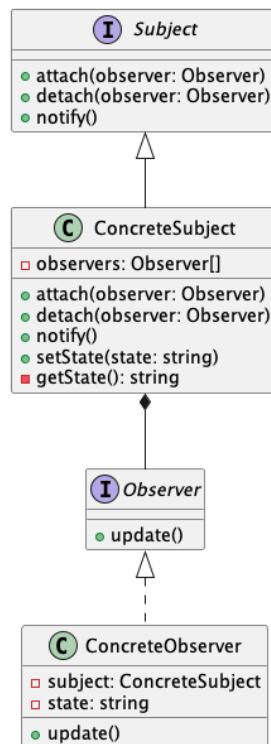 I Subject
attach(observer: Observer)
detach(observer: Observer)
notify()
C ConcreteSubject
observers: Observer[]
attach(observer: Observer)
detach(observer: Observer)
notify()
setState(state: string)
getState(): string
I Observer
update()
C ConcreteObserver
subject: ConcreteSubject
state: string
update()